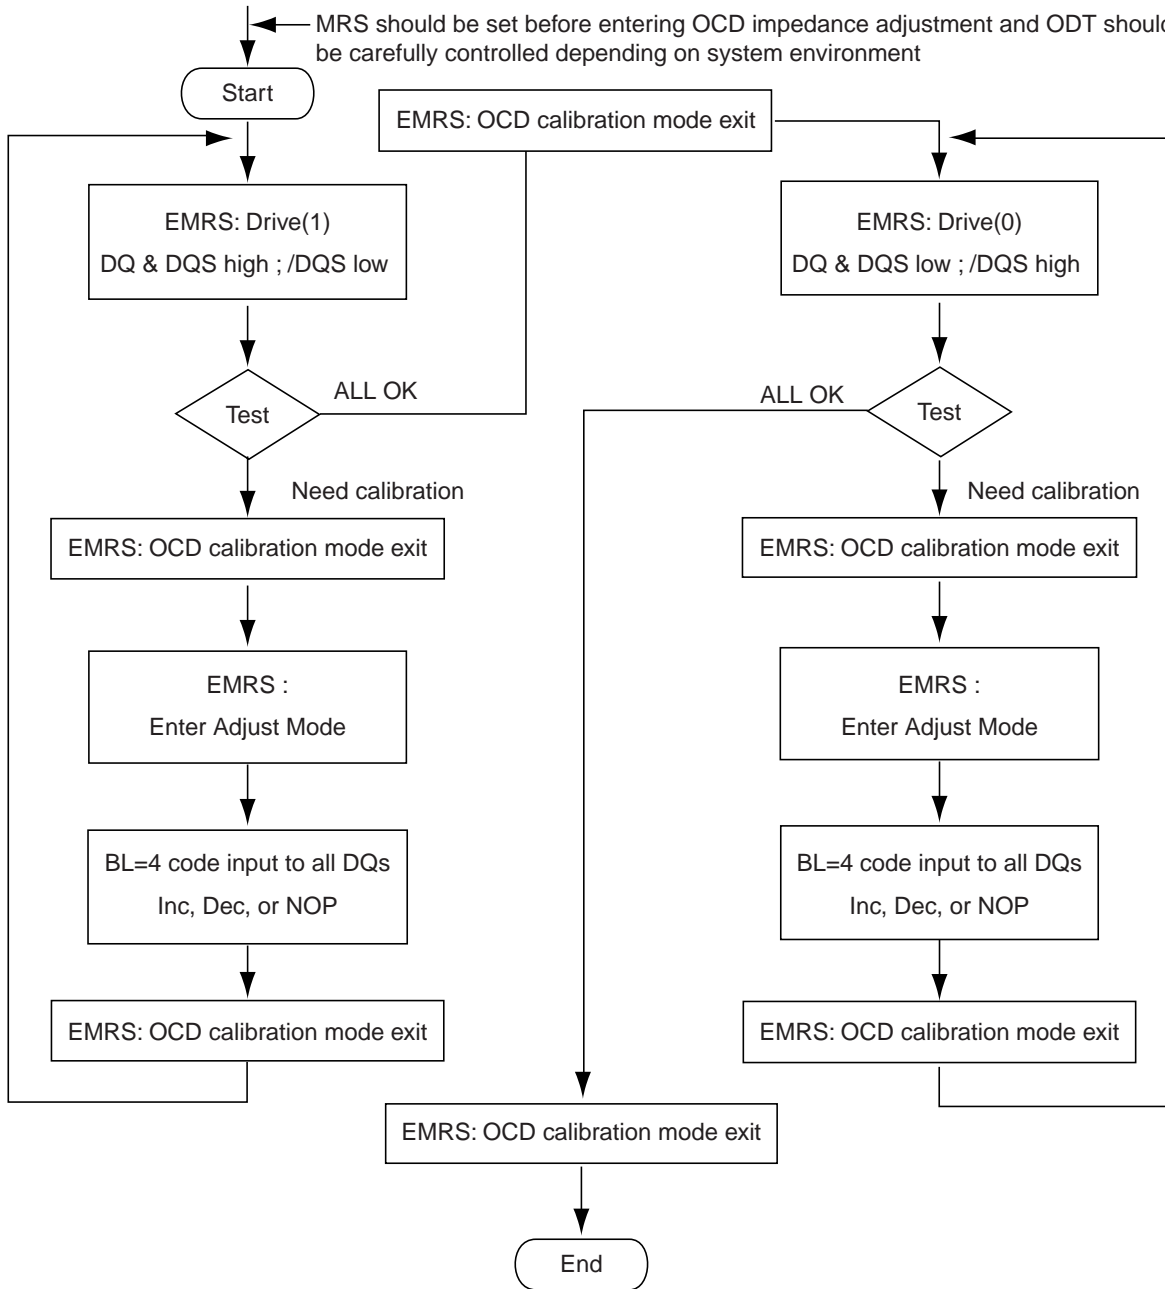 MRS should be set before entering OCD impedance adjustment and ODT should
be carefully controlled depending on system environment
Start
EMRS: OCD calibration mode exit
EMRS: Drive(1)
DQ & DQS high ; /DQS low
EMRS: Drive(0)
DQ & DQS low ; /DQS high
Test
ALL OK
ALL OK
Test
Need calibration
Need calibration
EMRS: OCD calibration mode exit
EMRS: OCD calibration mode exit
EMRS :
Enter Adjust Mode
EMRS :
Enter Adjust Mode
BL=4 code input to all DQs
Inc, Dec, or NOP
BL=4 code input to all DQs
Inc, Dec, or NOP
EMRS: OCD calibration mode exit
EMRS: OCD calibration mode exit
EMRS: OCD calibration mode exit
End